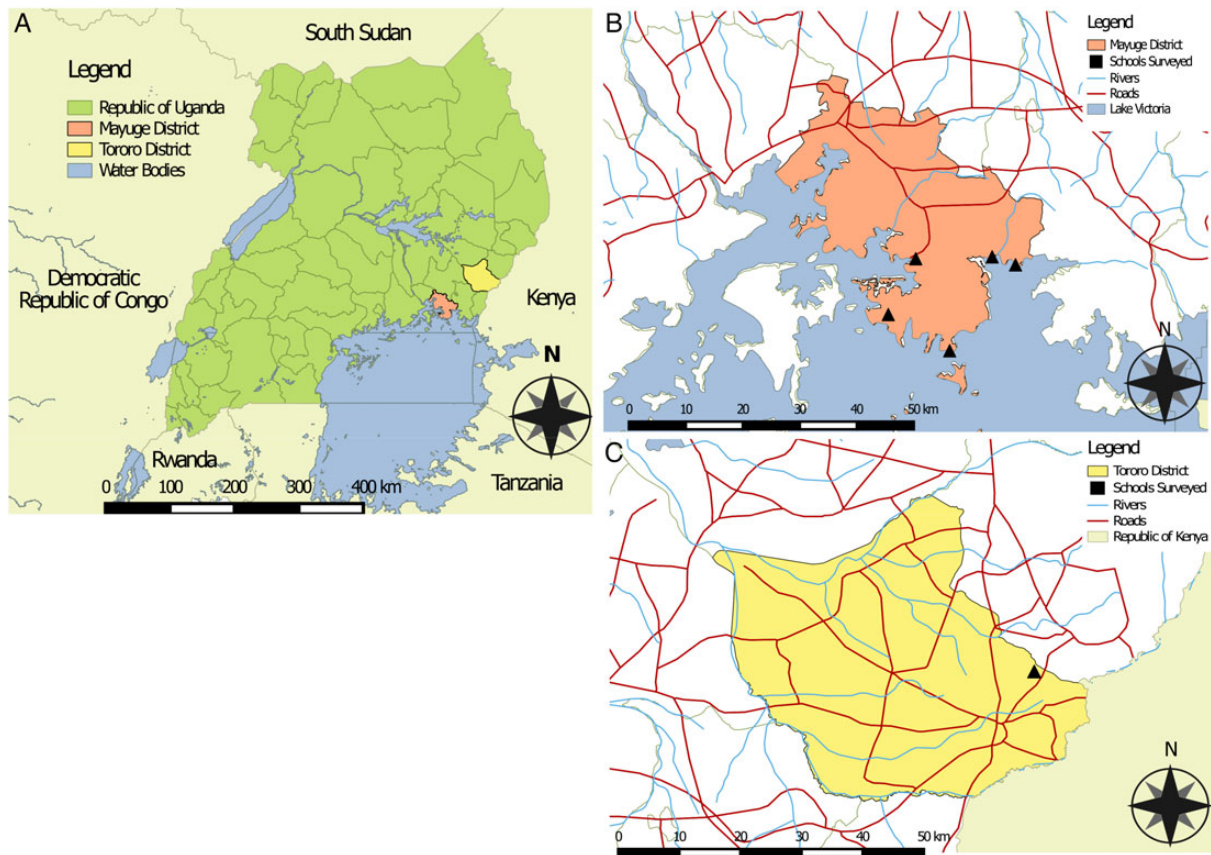 A
South Sudan
Legend
Republic of Uganda
Mayuge District
Tororo District
Water Bodies
Democratic
Republic of Congo
Kenya
N
Rwanda
Tanzania
0 100 200 300 400 km
B
Legend
Mayuge District
Schools Surveyed
Rivers
Roads
Lake Victoria
N
0 10 20 30 40 50 km
C
Legend
Tororo District
Schools Surveyed
Rivers
Roads
Republic of Kenya
N
0 10 20 30 40 50 km